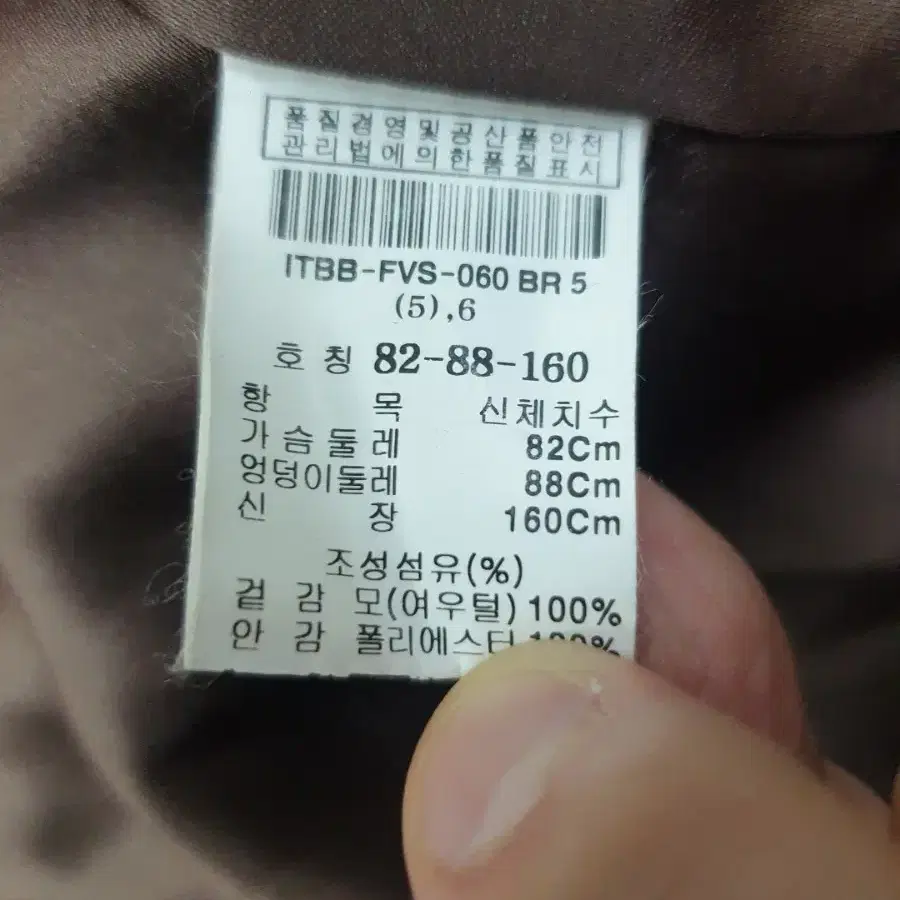 품질경영및공산품안전
관리법에의한품질표시
ITBB-FVS-060 BR 5
(5),6
호 칭 82-88-160
항 목 신체치수
가슴둘레 82Cm
엉덩이둘레 88Cm
신 장 160Cm
조성섬유(%)
겉 감 모(여우털) 100%
안 감 폴리에스터 100%